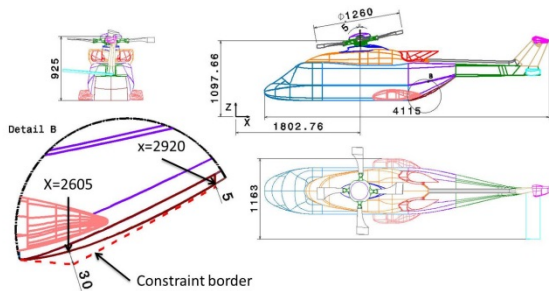 Ø1260
5
925
1097.66
Z
X
B
1802.76
4115
Detail B
x=2920
X=2605
5
1163
30
Constraint border